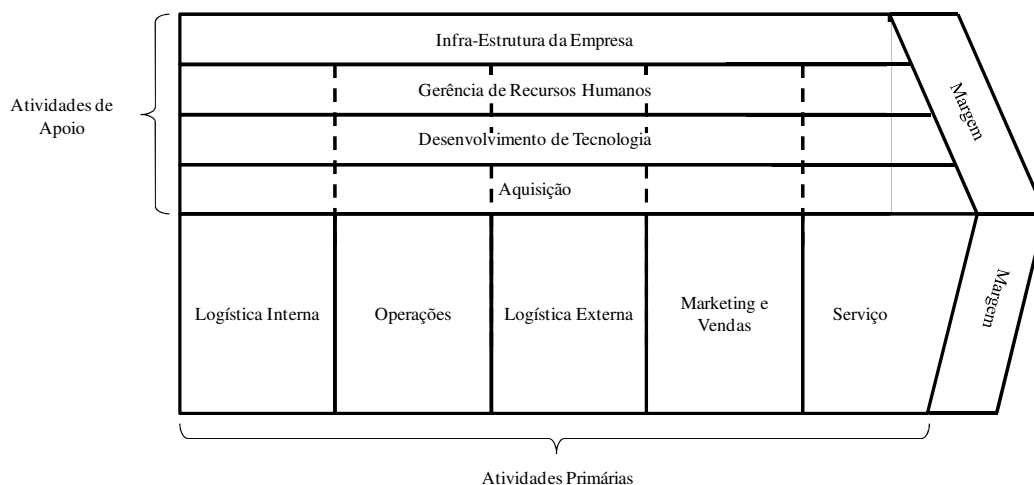 Infra-Estrutura da Empresa
Gerência de Recursos Humanos
Desenvolvimento de Tecnologia
Aquisição
Atividades de
Apoio
Margem
Logística Interna
Operações
Logística Externa
Marketing e
Vendas
Serviço
Margem
Atividades Primárias